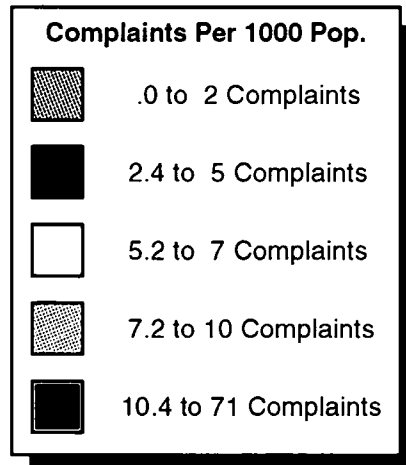 Complaints Per 1000 Pop.
.0 to 2 Complaints
2.4 to 5 Complaints
5.2 to 7 Complaints
7.2 to 10 Complaints
10.4 to 71 Complaints